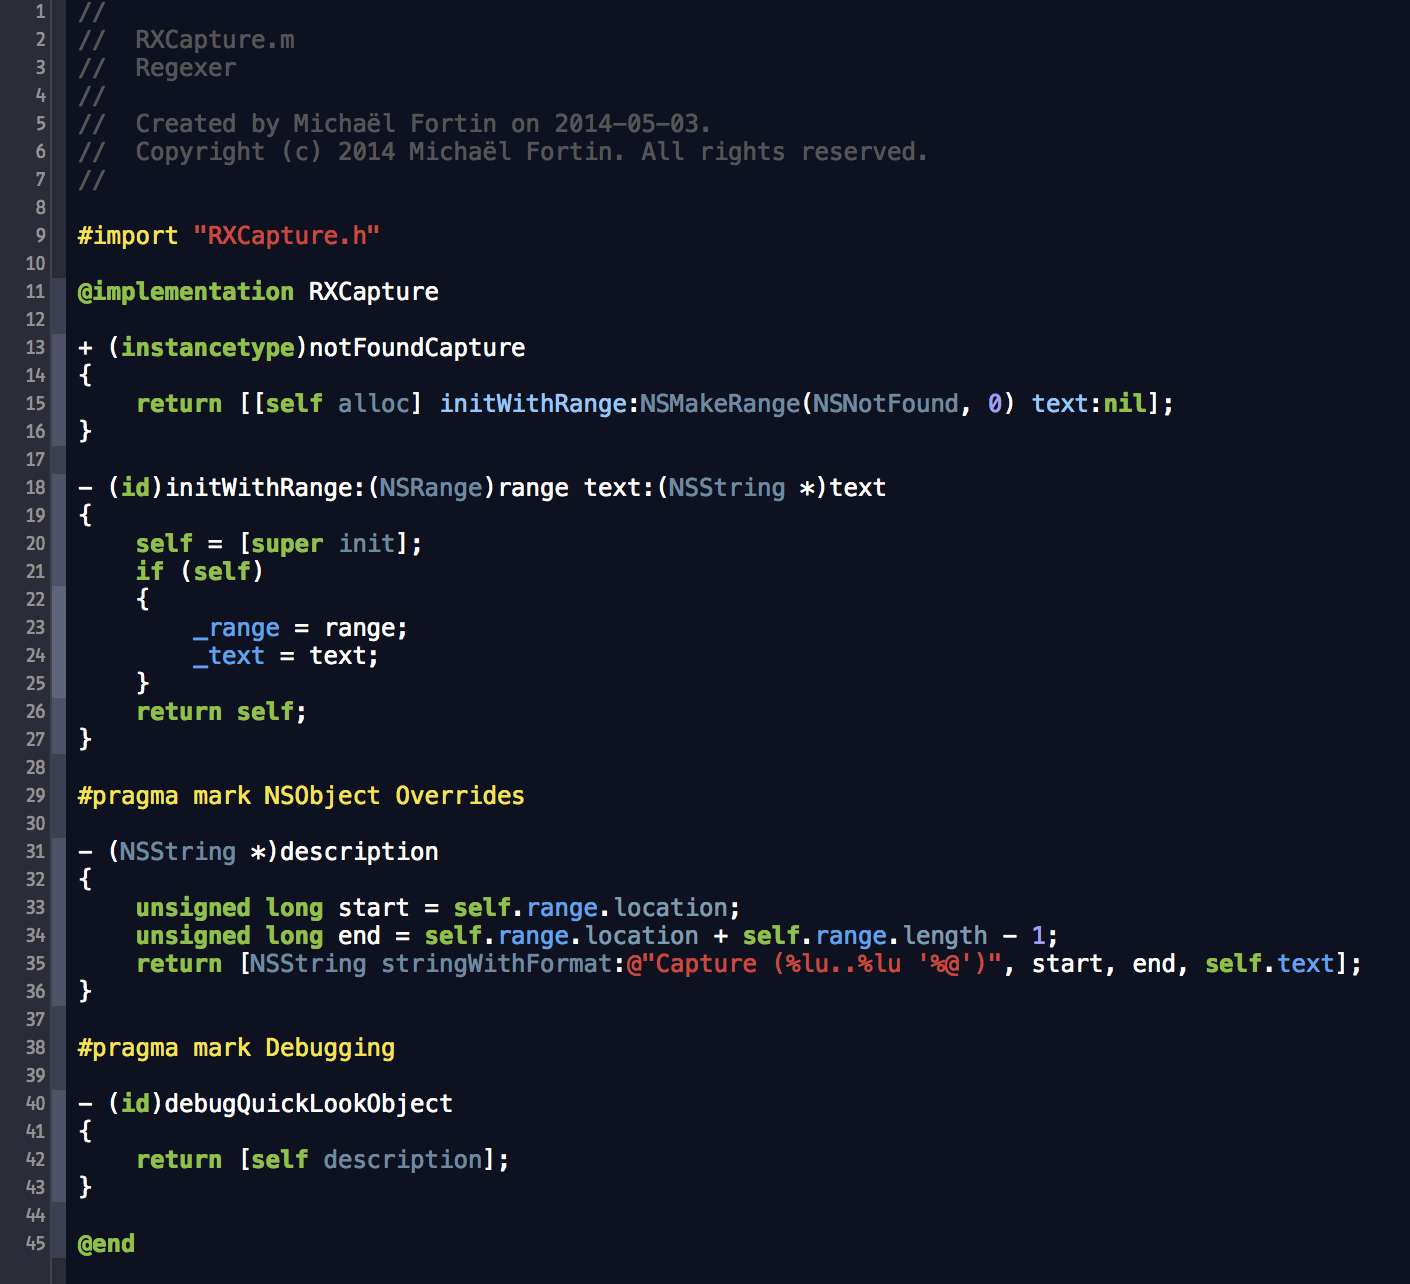 1 //
2 //  RXCapture.m
3 //  Regexer
4 //
5 //  Created by Michaël Fortin on 2014-05-03.
6 //  Copyright (c) 2014 Michaël Fortin. All rights reserved.
7 //
8
9 #import "RXCapture.h"
10
11 @implementation RXCapture
12
13 + (instancetype)notFoundCapture
14 {
15     return [[self alloc] initWithRange:NSMakeRange(NSNotFound, 0) text:nil];
16 }
17
18 - (id)initWithRange:(NSRange)range text:(NSString *)text
19 {
20     self = [super init];
21     if (self)
22     {
23         _range = range;
24         _text = text;
25     }
26     return self;
27 }
28
29 #pragma mark NSObject Overrides
30
31 - (NSString *)description
32 {
33     unsigned long start = self.range.location;
34     unsigned long end = self.range.location + self.range.length - 1;
35     return [NSString stringWithFormat:@"Capture (%lu..%lu '%@')", start, end, self.text];
36 }
37
38 #pragma mark Debugging
39
40 - (id)debugQuickLookObject
41 {
42     return [self description];
43 }
44
45 @end